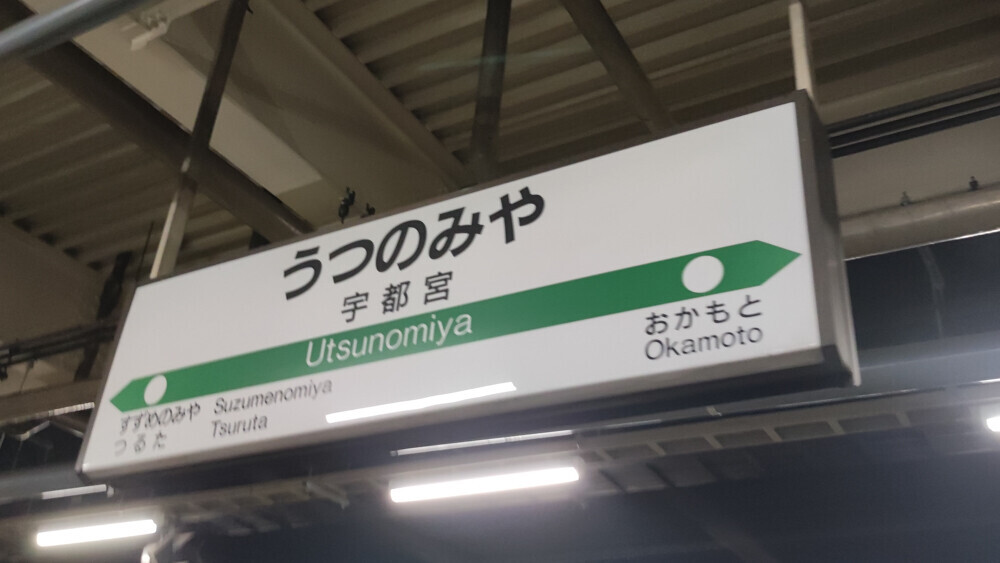 うつのみや
宇都宮
Utsunomiya
すずめのみや Suzumenomiya
つるた Tsuruta
おかもと
Okamoto